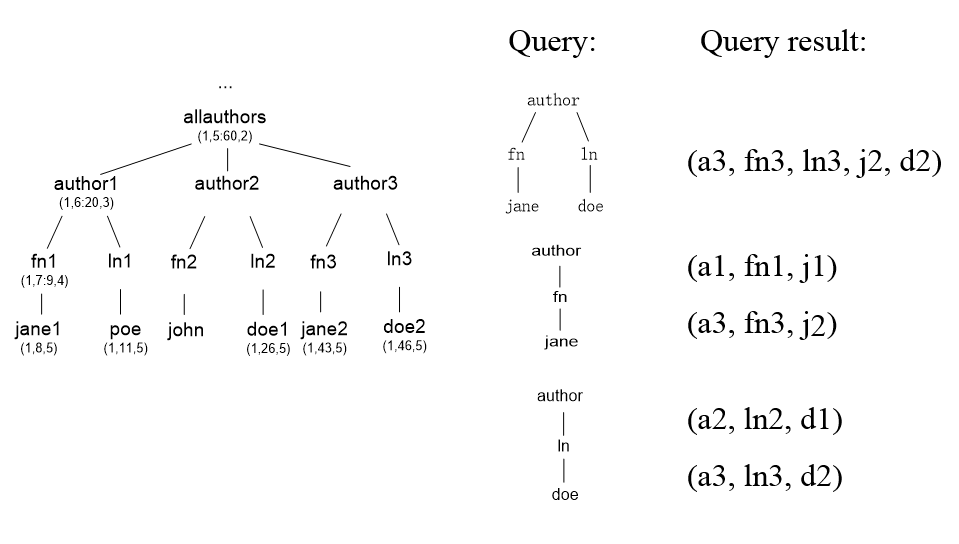 Query: Query result:
...
allauthors
(1,5:60,2)
author1 author2 author3
(1,6:20,3)
fn1 ln1 fn2 ln2 fn3 ln3
(1,7:9,4)
jane1 poe john doe1 jane2 doe2
(1,8,5) (1,11,5) (1,26,5) (1,43,5) (1,46,5)
author
fn ln
jane doe
(a3, fn3, ln3, j2, d2)
author
fn
jane
(a1, fn1, j1)
(a3, fn3, j2)
author
ln
doe
(a2, ln2, d1)
(a3, ln3, d2)